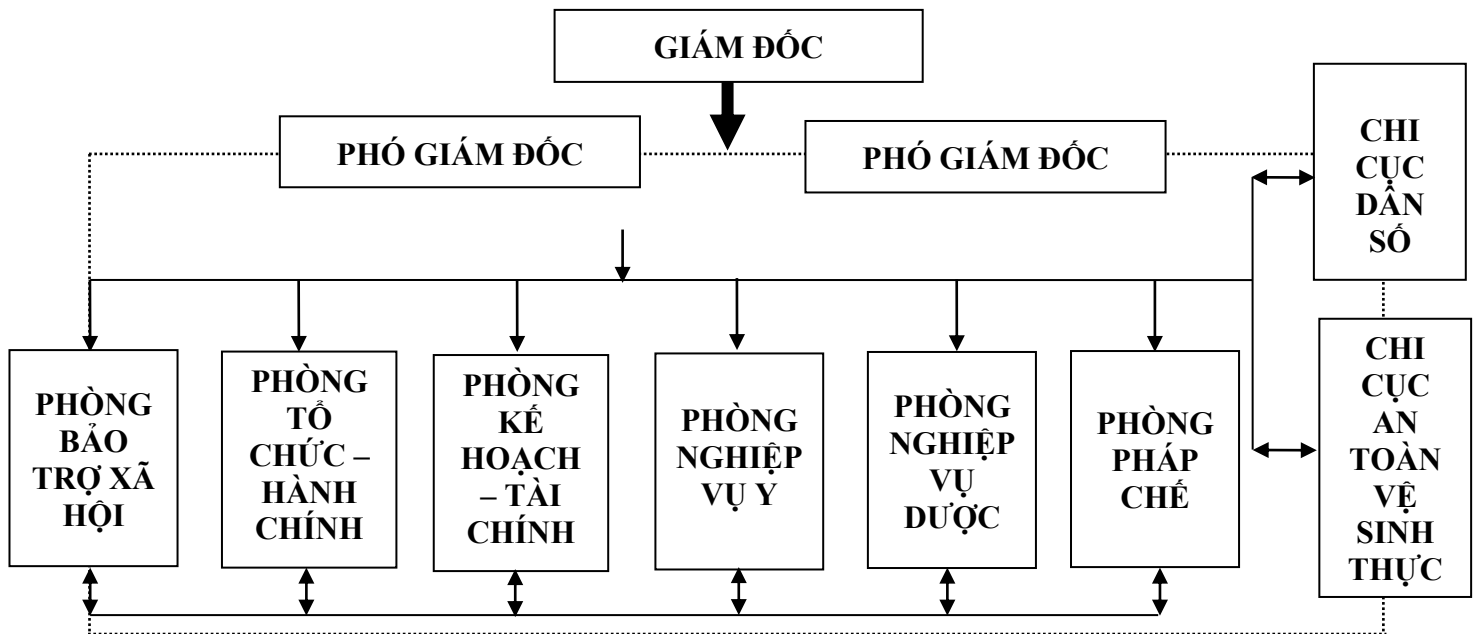 GIÁM ĐỐC
PHÓ GIÁM ĐỐC
PHÓ GIÁM ĐỐC
CHI
CỤC
DÂN
SỐ
PHÒNG
BẢO
TRỢ XÃ
HỘI
PHÒNG
TỔ
CHỨC –
HÀNH
CHÍNH
PHÒNG
KẾ
HOẠCH
– TÀI
CHÍNH
PHÒNG
NGHIỆP
VỤ Y
PHÒNG
NGHIỆP
VỤ
DƯỢC
PHÒNG
PHÁP
CHẾ
CHI
CỤC
AN
TOÀN
VỆ
SINH
THỰC